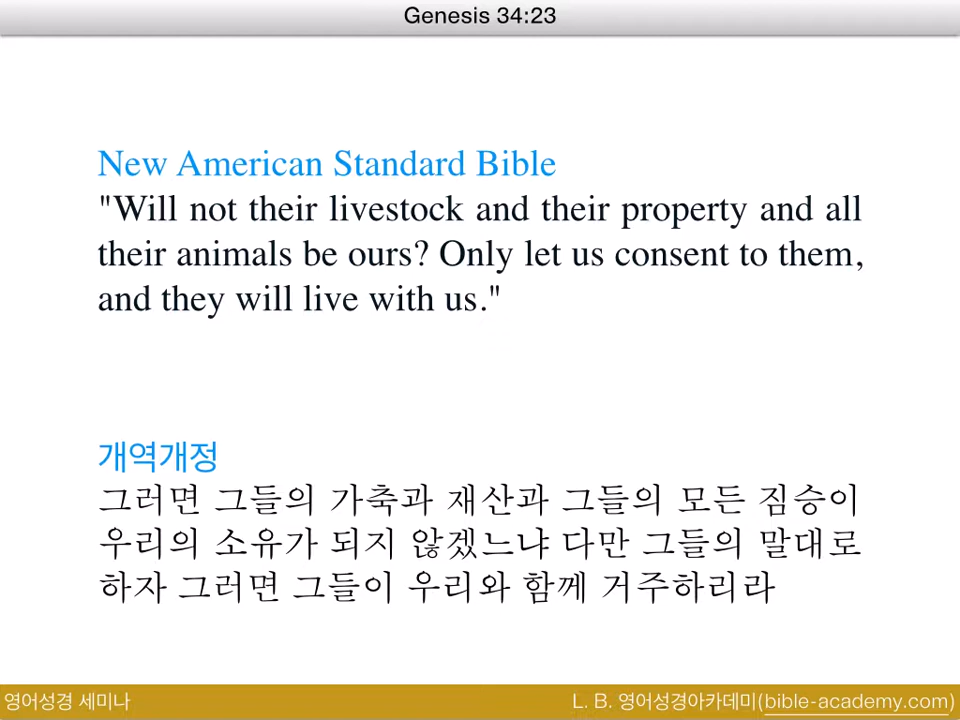 Genesis 34:23
New American Standard Bible
"Will not their livestock and their property and all
their animals be ours? Only let us consent to them,
and they will live with us."
개역개정
그러면 그들의 가축과 재산과 그들의 모든 짐승이
우리의 소유가 되지 않겠느냐 다만 그들의 말대로
하자 그러면 그들이 우리와 함께 거주하리라
영어성경 세미나
L. B. 영어성경아카데미(bible-academy.com)